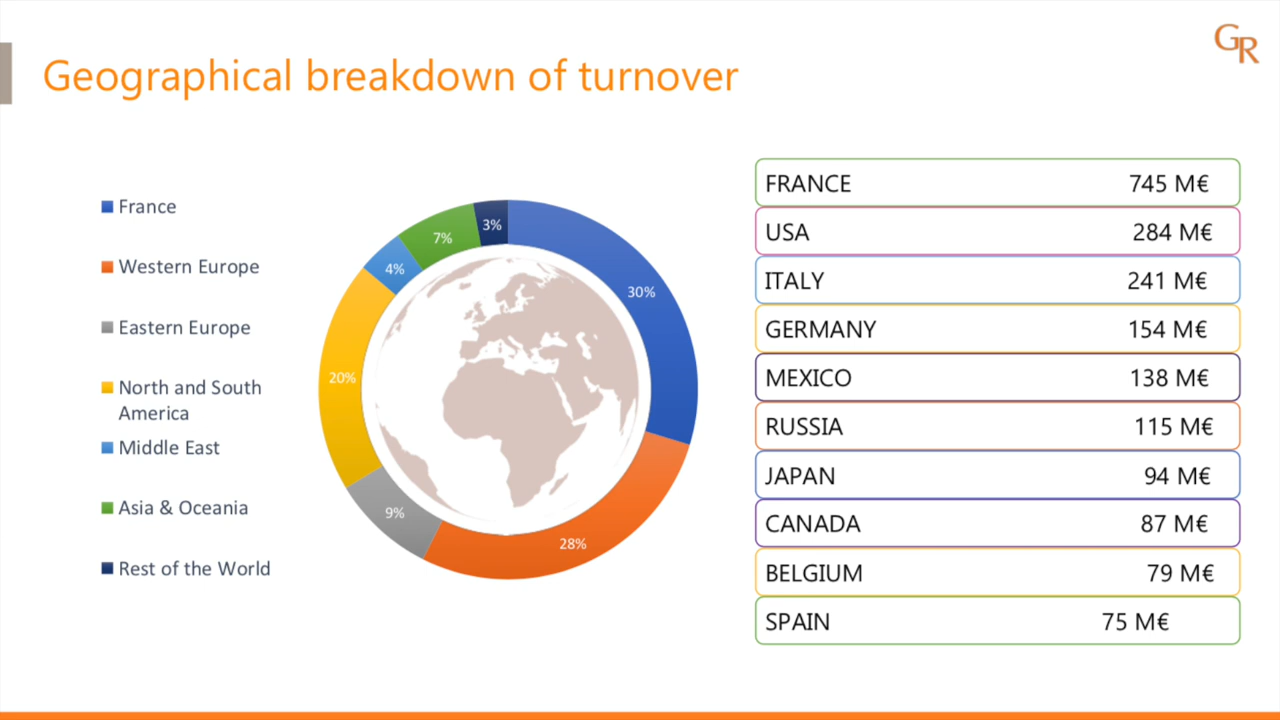 GR
Geographical breakdown of turnover
France
Western Europe
Eastern Europe
North and South
America
Middle East
Asia & Oceania
Rest of the World
3%
7%
4%
30%
20%
9%
28%
FRANCE 745 M€
USA 284 M€
ITALY 241 M€
GERMANY 154 M€
MEXICO 138 M€
RUSSIA 115 M€
JAPAN 94 M€
CANADA 87 M€
BELGIUM 79 M€
SPAIN 75 M€